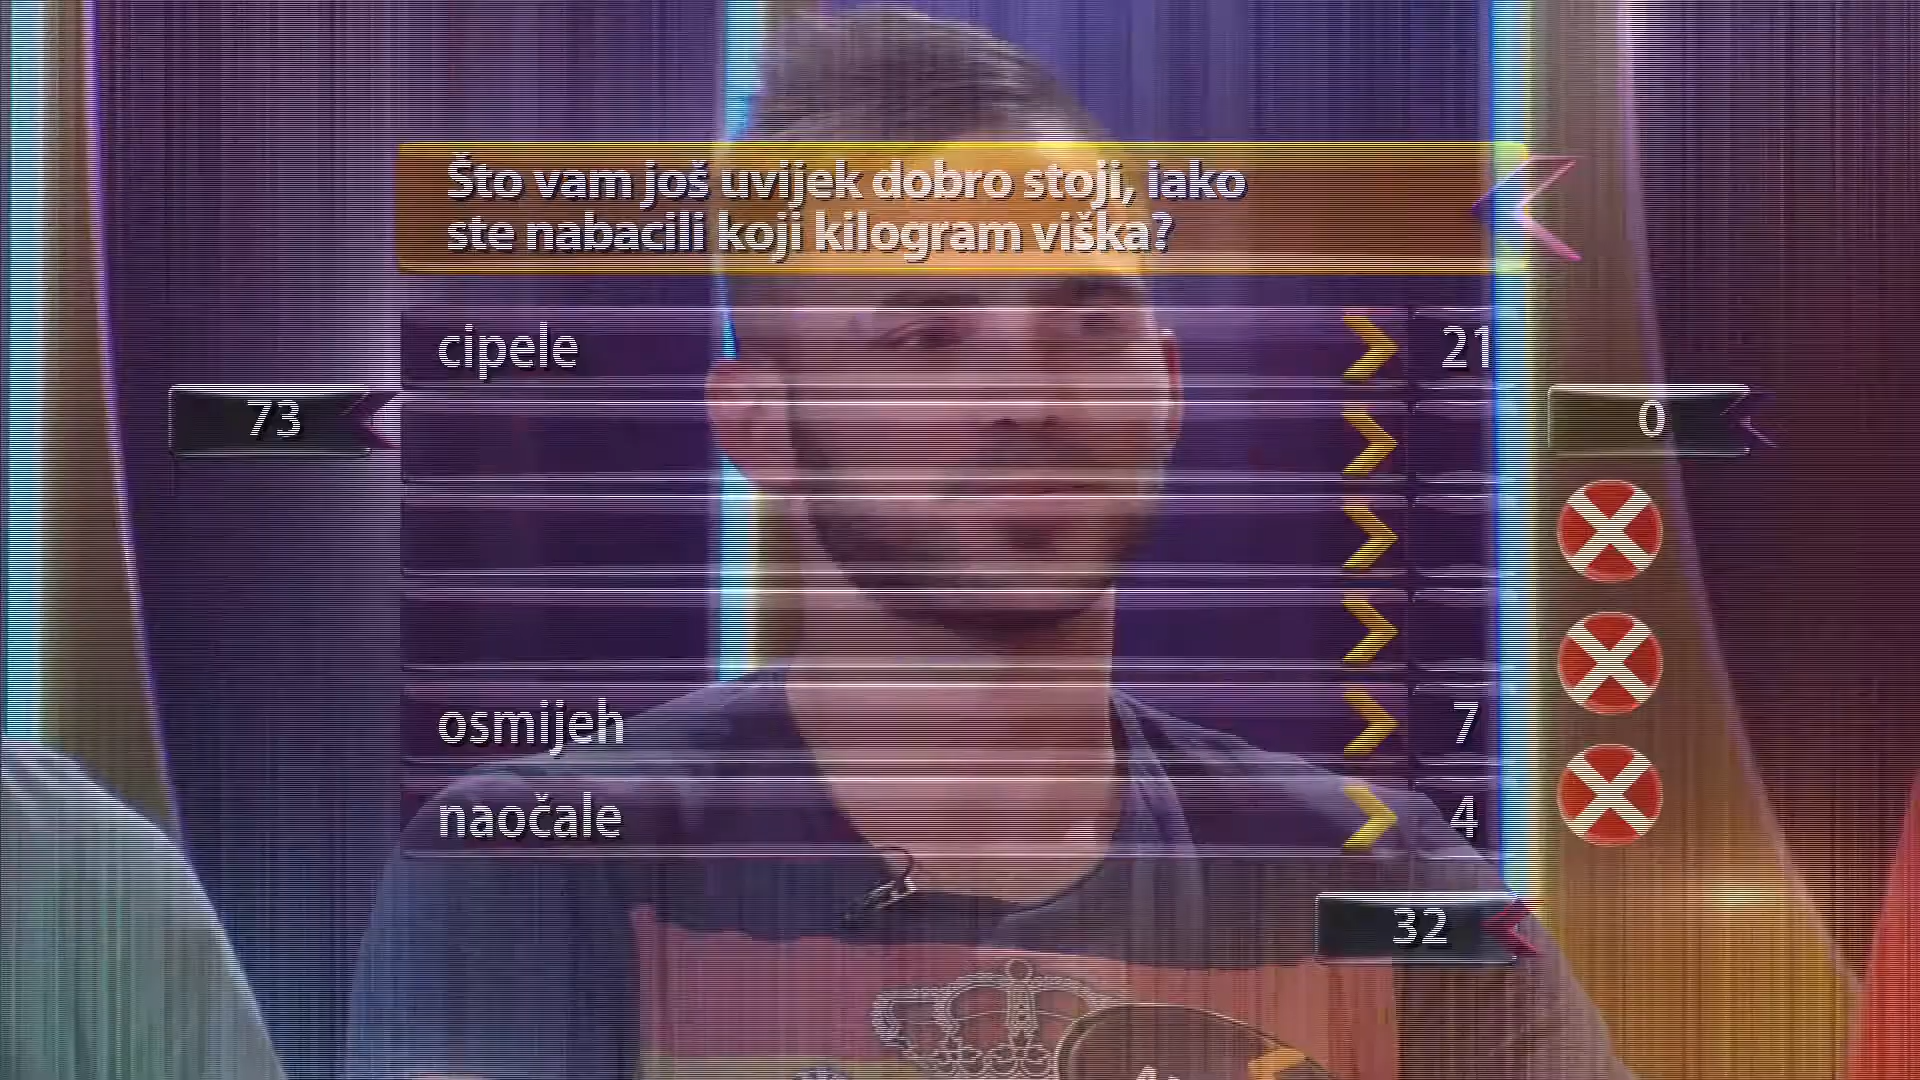 Što vam još uvijek dobro stoji, iako
ste nabacili koji kilogram viška?
cipele 21
73
0
osmijeh 7
naočale 4
32